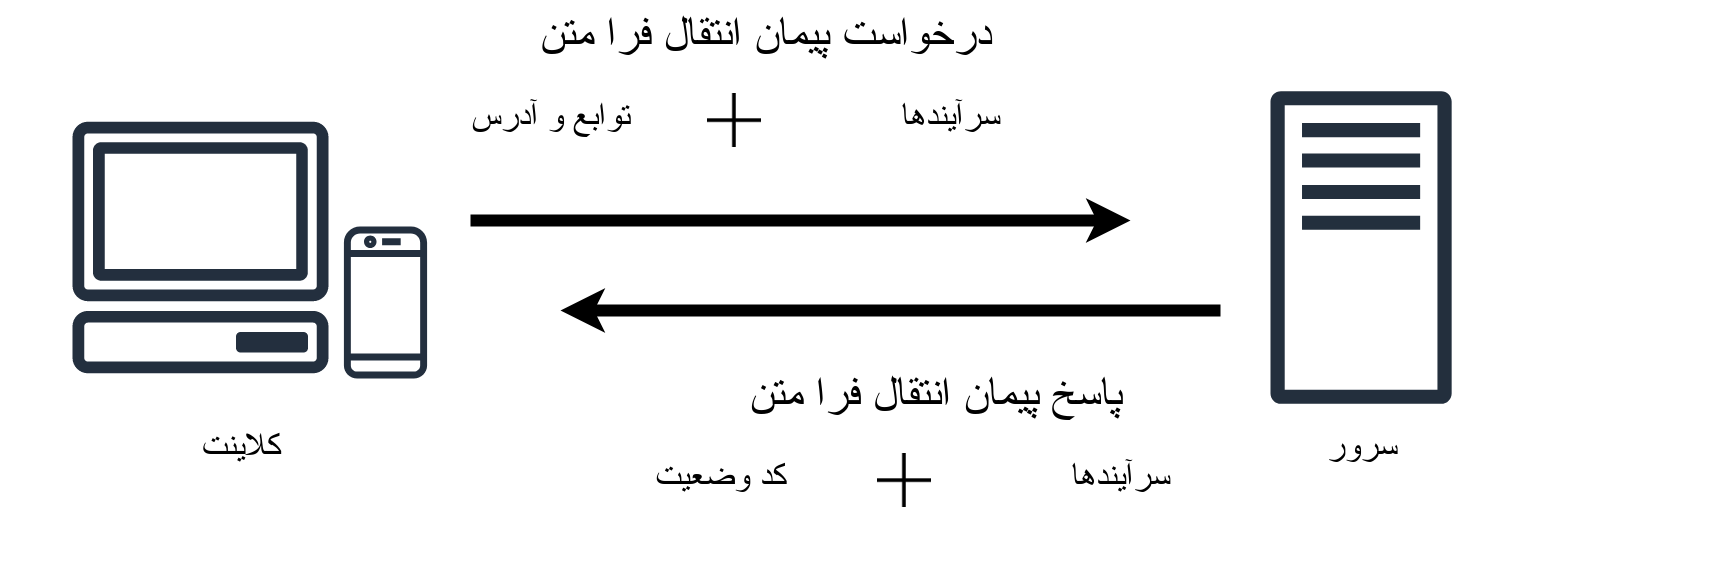 درخواست پیمان انتقال فرا متن
سرآیندها + توابع و آدرس
پاسخ پیمان انتقال فرا متن
سرآیندها + کد وضعیت
کلاینت
سرور